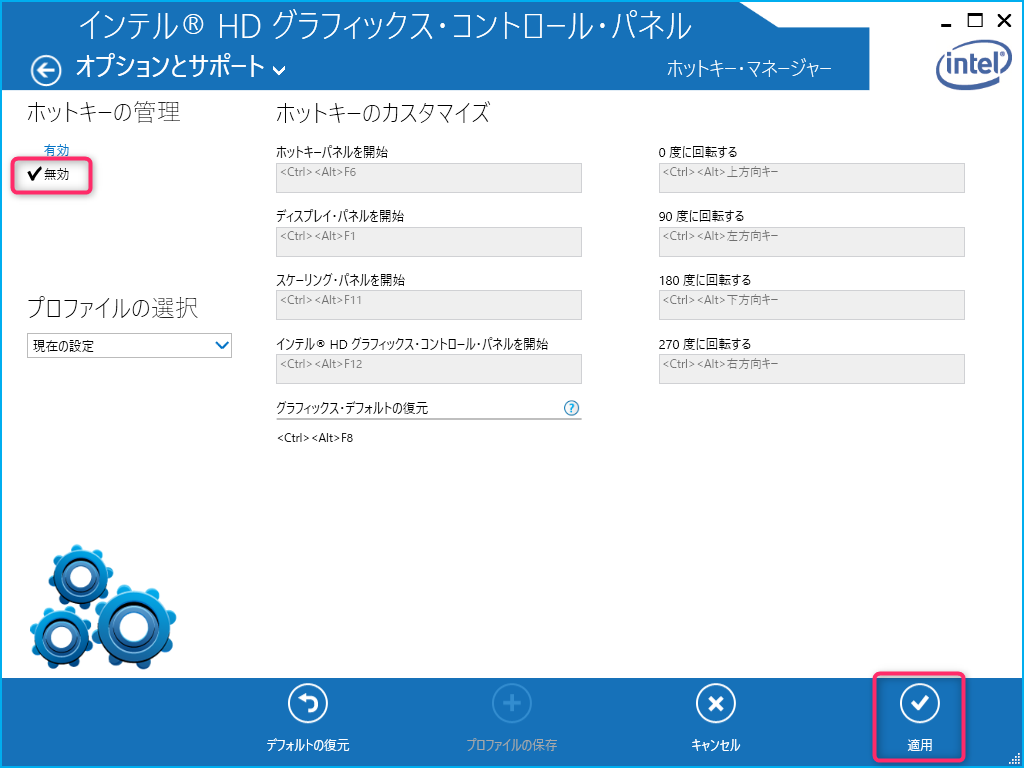 インテル® HD グラフィックス・コントロール・パネル
オプションとサポート
ホットキー・マネージャー
intel
ホットキーの管理
有効
無効
プロファイルの選択
現在の設定
ホットキーのカスタマイズ
ホットキーパネルを開始
<Ctrl><Alt>F6
ディスプレイ・パネルを開始
<Ctrl><Alt>F1
スケーリング・パネルを開始
<Ctrl><Alt>F11
インテル® HD グラフィックス・コントロール・パネルを開始
<Ctrl><Alt>F12
グラフィックス・デフォルトの復元
?
<Ctrl><Alt>F8
0 度に回転する
<Ctrl><Alt>上方向キー
90 度に回転する
<Ctrl><Alt>左方向キー
180 度に回転する
<Ctrl><Alt>下方向キー
270 度に回転する
<Ctrl><Alt>右方向キー
デフォルトの復元
プロファイルの保存
キャンセル
適用